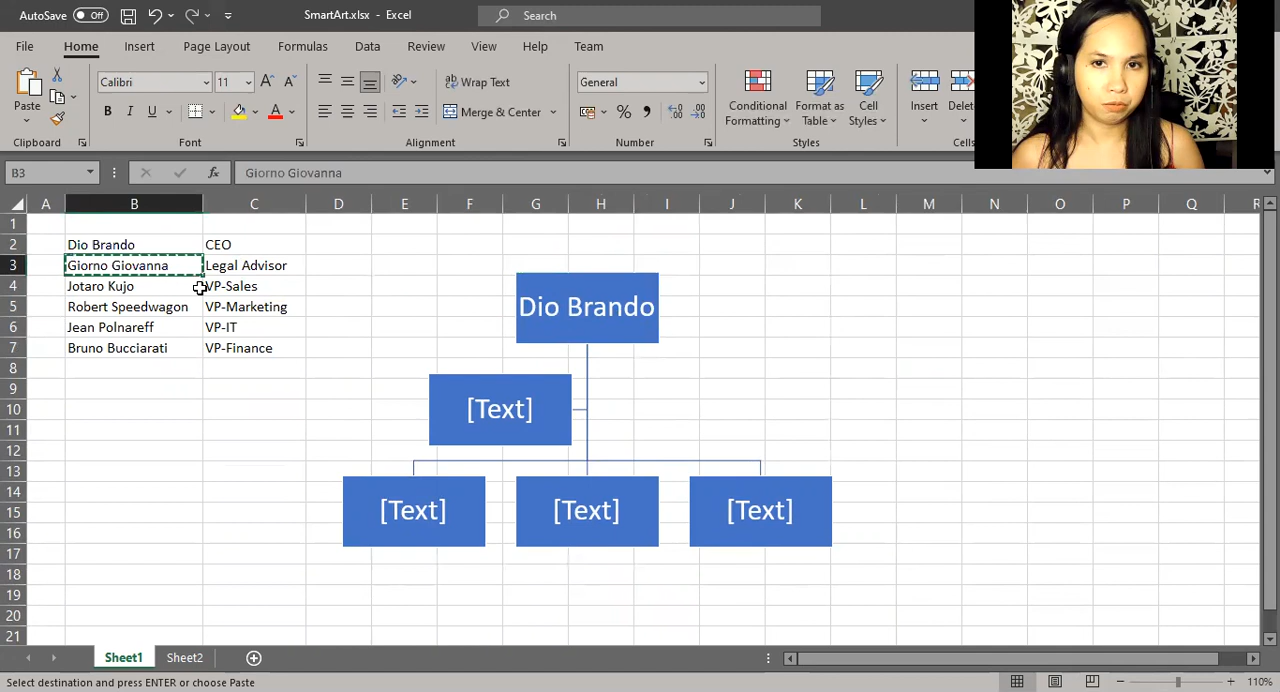 AutoSave Off SmartArt.xlsx - Excel Search
File Home Insert Page Layout Formulas Data Review View Help Team
Calibri 11 Wrap Text General
Paste Merge & Center Conditional Formatting Format as Table Cell Styles Insert Delet
Clipboard Font Alignment Number Styles Cells
B3 fx Giorno Giovanna
A B C D E F G H I J K L M N O P Q R
1
2 Dio Brando CEO
3 Giorno Giovanna Legal Advisor
4 Jotaro Kujo VP-Sales
5 Robert Speedwagon VP-Marketing
6 Jean Polnareff VP-IT
7 Bruno Bucciarati VP-Finance
8
9
10
11
12
13
14
15
16
17
18
19
20
21
Dio Brando
[Text]
[Text] [Text] [Text]
Sheet1 Sheet2
Select destination and press ENTER or choose Paste 110%